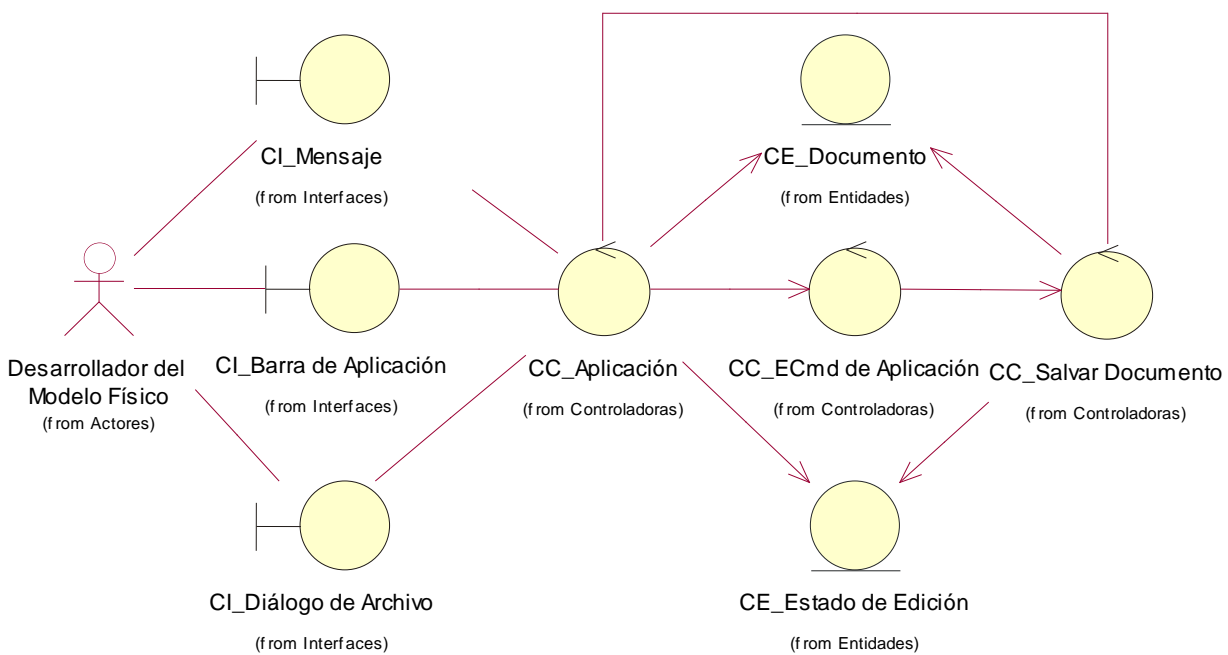 CI_Mensaje
(from Interfaces)
CE_Documento
(from Entidades)
Desarrollador del
Modelo Físico
(from Actores)
CI_Barra de Aplicación
(from Interfaces)
CC_Aplicación
(from Controladoras)
CC_ECmd de Aplicación
(from Controladoras)
CC_Salvar Documento
(from Controladoras)
CI_Diálogo de Archivo
(from Interfaces)
CE_Estado de Edición
(from Entidades)